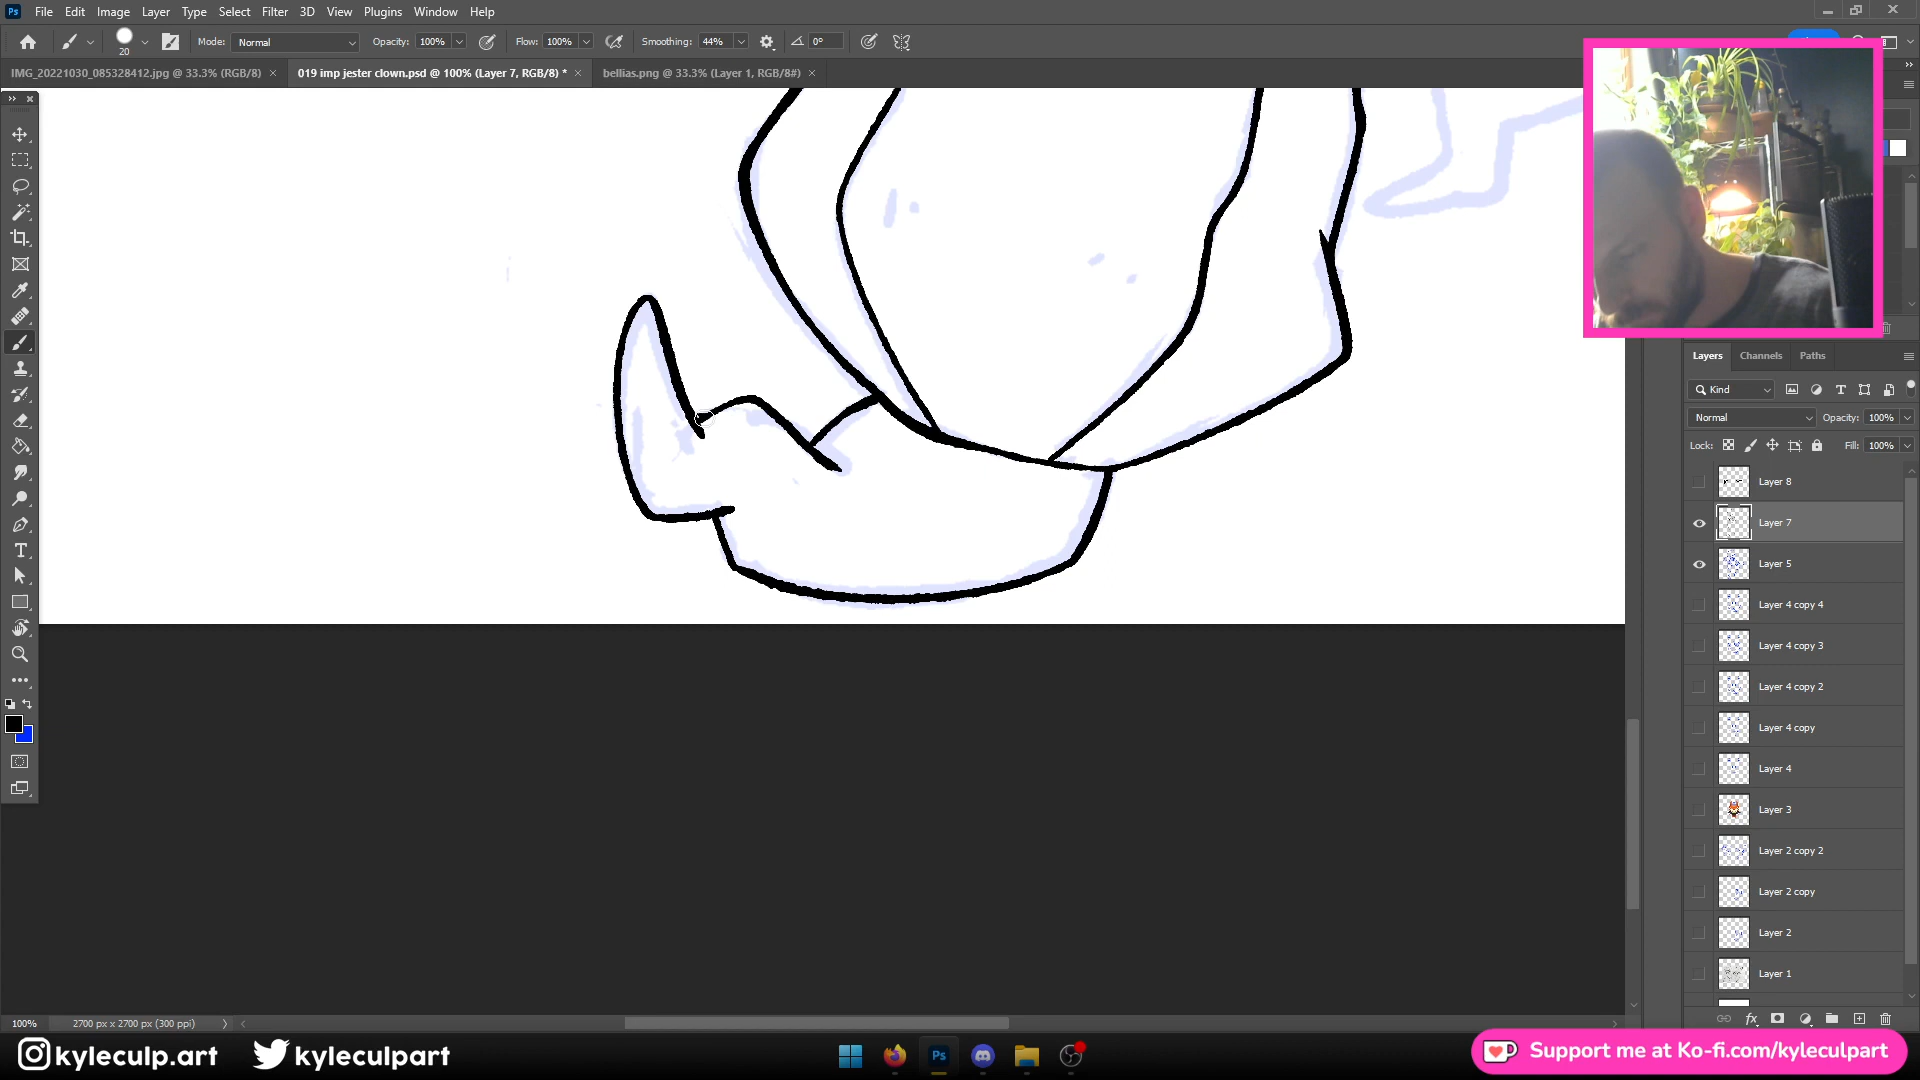 Ps File Edit Image Layer Type Select Filter 3D View Plugins Window Help
20 Mode: Normal Opacity: 100% Flow: 100% Smoothing: 44% 0°
IMG_20221030_085328412.jpg @ 33.3% (RGB/8) × 019 imp jester clown.psd @ 100% (Layer 7, RGB/8) * × bellias.png @ 33.3% (Layer 1, RGB/8#) ×
Layers Channels Paths
Kind
Normal Opacity: 100%
Lock: Fill: 100%
Layer 8
Layer 7
Layer 5
Layer 4 copy 4
Layer 4 copy 3
Layer 4 copy 2
Layer 4 copy
Layer 4
Layer 3
Layer 2 copy 2
Layer 2 copy
Layer 2
Layer 1
fx
100% 2700 px x 2700 px (300 ppi)
kyleculp.art kyleculpart Ps Support me at Ko-fi.com/kyleculpart